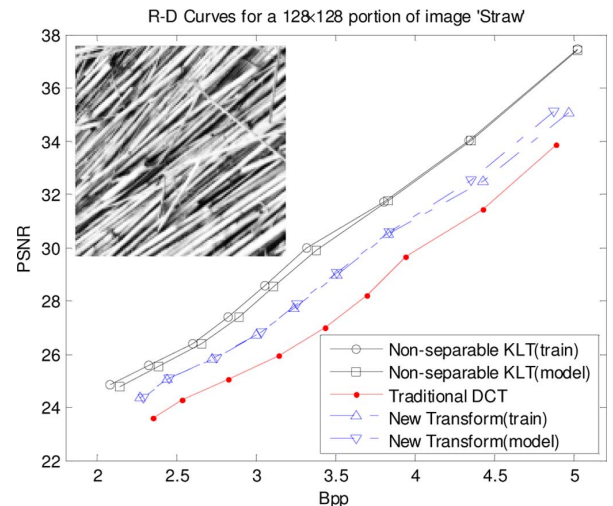 R-D Curves for a 128×128 portion of image 'Straw'
38
36
34
32
30
28
26
24
22
PSNR
Non-separable KLT(train)
Non-separable KLT(model)
Traditional DCT
New Transform(train)
New Transform(model)
2 2.5 3 3.5 4 4.5 5
Bpp